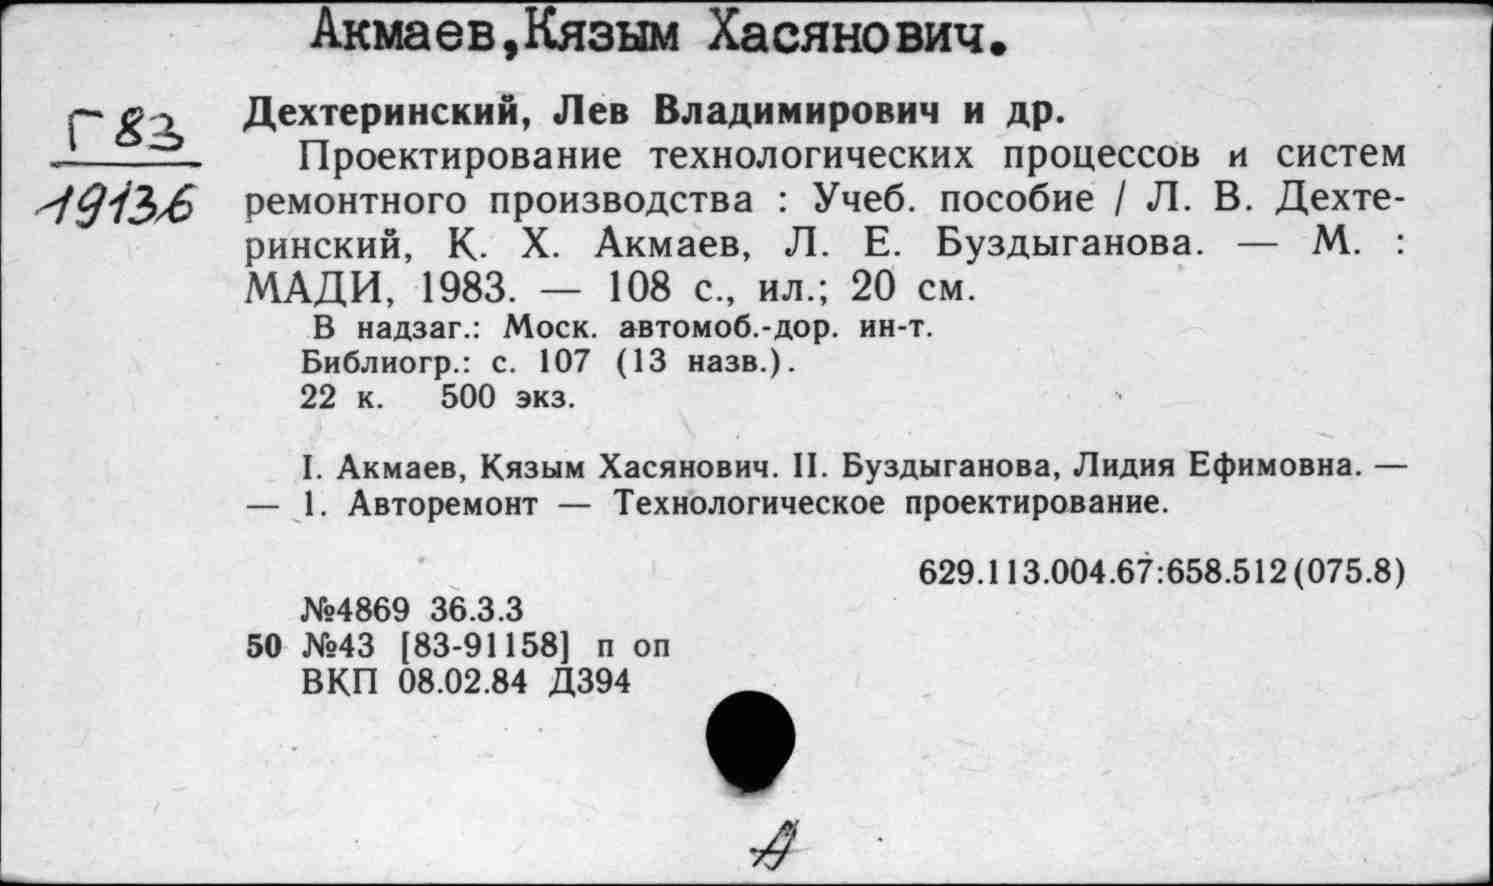 Акмаев,Кязым Хасянович.
Г 83
19136
Дехтеринский, Лев Владимирович и др.
Проектирование технологических процессов и систем
ремонтного производства : Учеб. пособие / Л. В. Дехте-
ринский, К. Х. Акмаев, Л. Е. Буздыганова. — М. :
МАДИ, 1983. — 108 с., ил.; 20 см.
В надзаг.: Моск. автомоб.-дор. ин-т.
Библиогр.: с. 107 (13 назв.).
22 к. 500 экз.
I. Акмаев, Кязым Хасянович. II. Буздыганова, Лидия Ефимовна. —
— 1. Авторемонт — Технологическое проектирование.
629.113.004.67:658.512(075.8)
№4869 36.3.3
50 №43 [83-91158] п оп
ВКП 08.02.84 Д394